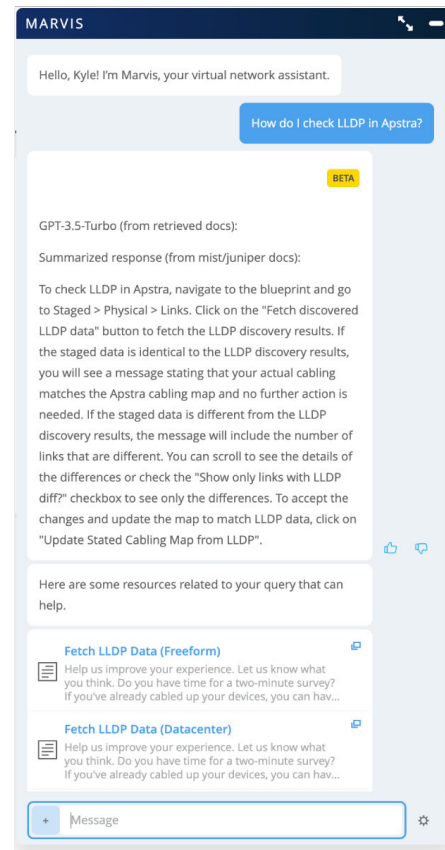 MARVIS
Hello, Kyle! I'm Marvis, your virtual network assistant.
How do I check LLDP in Apstra?
BETA
GPT-3.5-Turbo (from retrieved docs):
Summarized response (from mist/juniper docs):
To check LLDP in Apstra, navigate to the blueprint and go
to Staged > Physical > Links. Click on the "Fetch discovered
LLDP data" button to fetch the LLDP discovery results. If
the staged data is identical to the LLDP discovery results,
you will see a message stating that your actual cabling
matches the Apstra cabling map and no further action is
needed. If the staged data is different from the LLDP
discovery results, the message will include the number of
links that are different. You can scroll to see the details of
the differences or check the "Show only links with LLDP
diff?" checkbox to see only the differences. To accept the
changes and update the map to match LLDP data, click on
"Update Stated Cabling Map from LLDP".
Here are some resources related to your query that can
help.
Fetch LLDP Data (Freeform)
Help us improve your experience. Let us know what
you think. Do you have time for a two-minute survey?
If you've already cabled up your devices, you can hav...
Fetch LLDP Data (Datacenter)
Help us improve your experience. Let us know what
you think. Do you have time for a two-minute survey?
If you've already cabled up your devices, you can hav...
+ Message